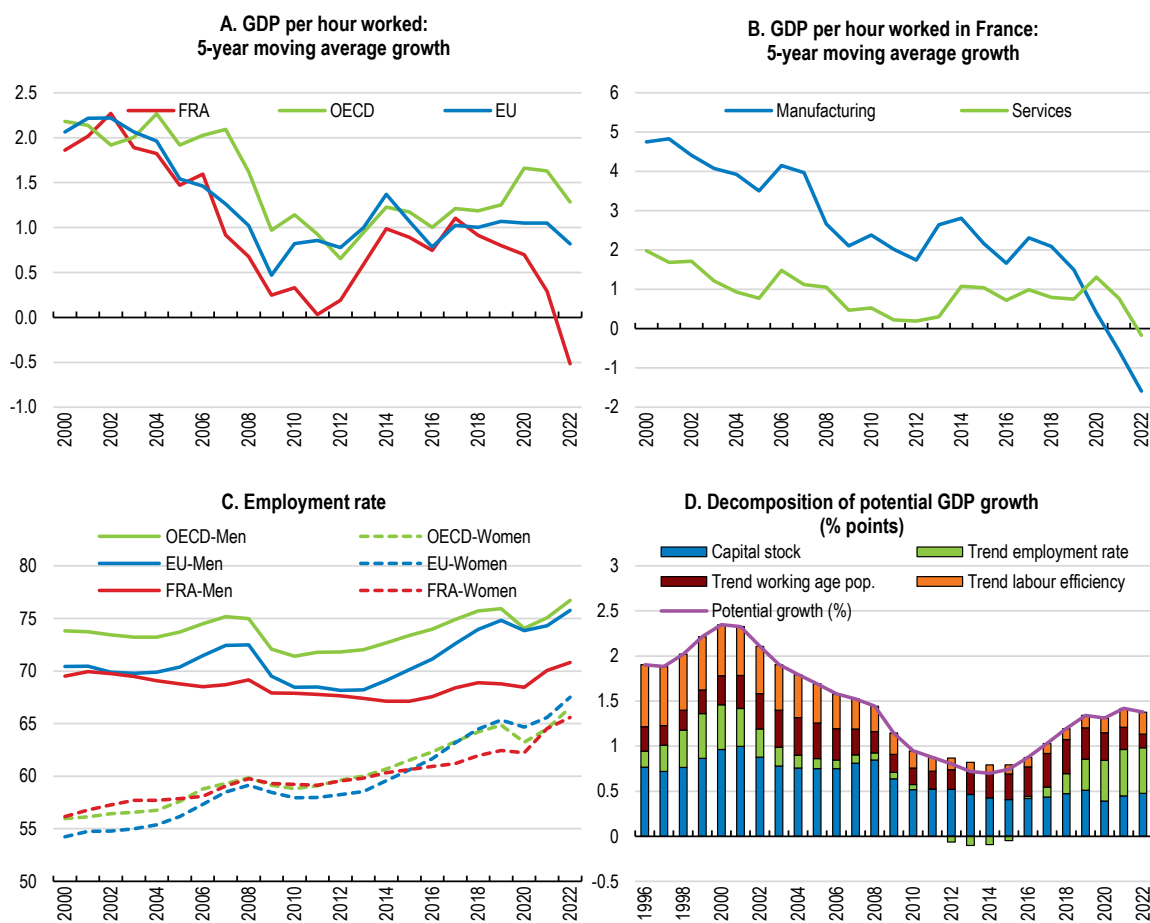 A. GDP per hour worked:
5-year moving average growth
FRA OECD EU
2.5
2.0
1.5
1.0
0.5
0.0
-0.5
-1.0
2000 2002 2004 2006 2008 2010 2012 2014 2016 2018 2020 2022
B. GDP per hour worked in France:
5-year moving average growth
Manufacturing Services
6
5
4
3
2
1
0
-1
-2
2000 2002 2004 2006 2008 2010 2012 2014 2016 2018 2020 2022
C. Employment rate
OECD-Men OECD-Women
EU-Men EU-Women
FRA-Men FRA-Women
80
75
70
65
60
55
50
2000 2002 2004 2006 2008 2010 2012 2014 2016 2018 2020 2022
D. Decomposition of potential GDP growth
(% points)
Capital stock Trend employment rate
Trend working age pop. Trend labour efficiency
Potential growth (%)
3
2.5
2
1.5
1
0.5
0
-0.5
1996 1998 2000 2002 2004 2006 2008 2010 2012 2014 2016 2018 2020 2022